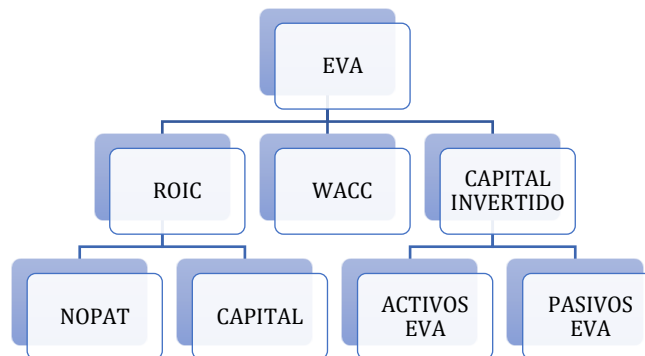 EVA
ROIC
WACC
CAPITAL
INVERTIDO
NOPAT
CAPITAL
ACTIVOS
EVA
PASIVOS
EVA